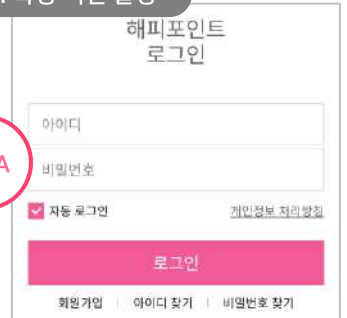 해피포인트
로그인
아이디
A
비밀번호
자동 로그인 개인정보 처리방침
로그인
회원가입 | 아이디 찾기 | 비밀번호 찾기